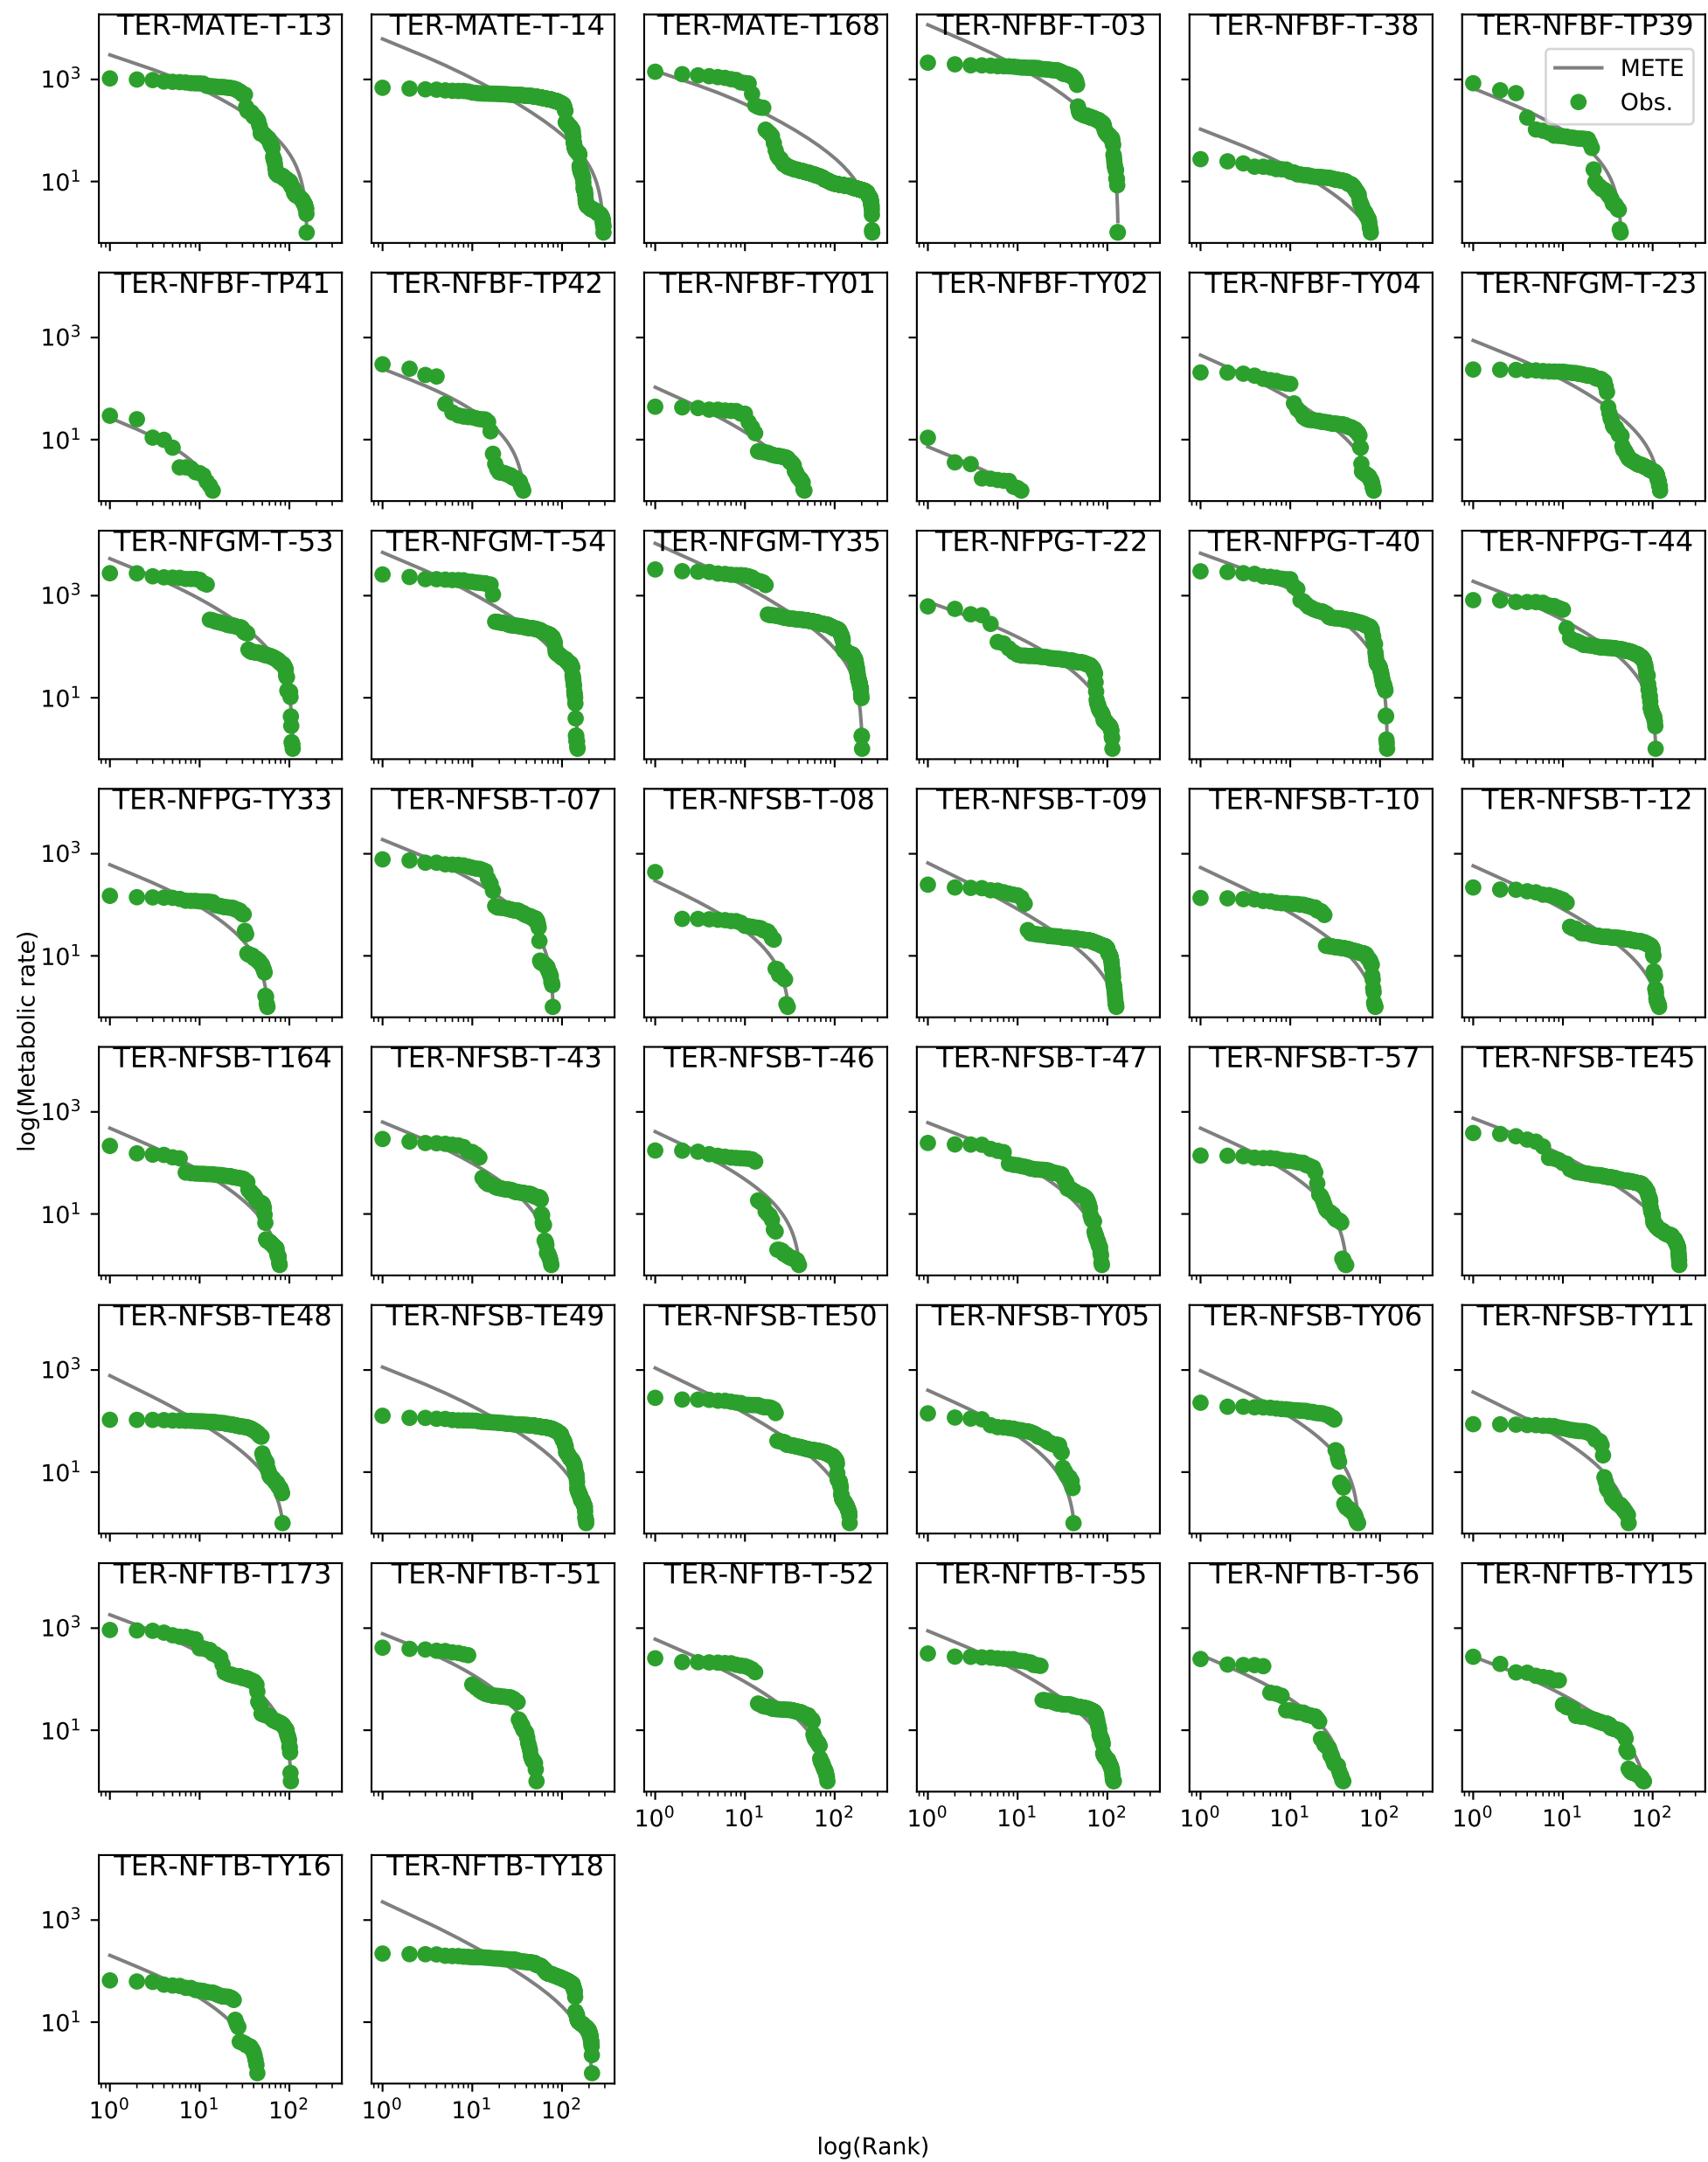 TER-MATE-T-13 TER-MATE-T-14 TER-MATE-T168 TER-NFBF-T-03 TER-NFBF-T-38 TER-NFBF-TP39
METE
Obs.
10³
10¹
TER-NFBF-TP41 TER-NFBF-TP42 TER-NFBF-TY01 TER-NFBF-TY02 TER-NFBF-TY04 TER-NFGM-T-23
10³
10¹
TER-NFGM-T-53 TER-NFGM-T-54 TER-NFGM-TY35 TER-NFPG-T-22 TER-NFPG-T-40 TER-NFPG-T-44
10³
10¹
TER-NFPG-TY33 TER-NFSB-T-07 TER-NFSB-T-08 TER-NFSB-T-09 TER-NFSB-T-10 TER-NFSB-T-12
10³
10¹
log(Metabolic rate)
TER-NFSB-T164 TER-NFSB-T-43 TER-NFSB-T-46 TER-NFSB-T-47 TER-NFSB-T-57 TER-NFSB-TE45
10³
10¹
TER-NFSB-TE48 TER-NFSB-TE49 TER-NFSB-TE50 TER-NFSB-TY05 TER-NFSB-TY06 TER-NFSB-TY11
10³
10¹
TER-NFTB-T173 TER-NFTB-T-51 TER-NFTB-T-52 TER-NFTB-T-55 TER-NFTB-T-56 TER-NFTB-TY15
10³
10¹
10⁰ 10¹ 10² 10⁰ 10¹ 10² 10⁰ 10¹ 10² 10⁰ 10¹ 10²
TER-NFTB-TY16 TER-NFTB-TY18
10³
10¹
10⁰ 10¹ 10² 10⁰ 10¹ 10²
log(Rank)